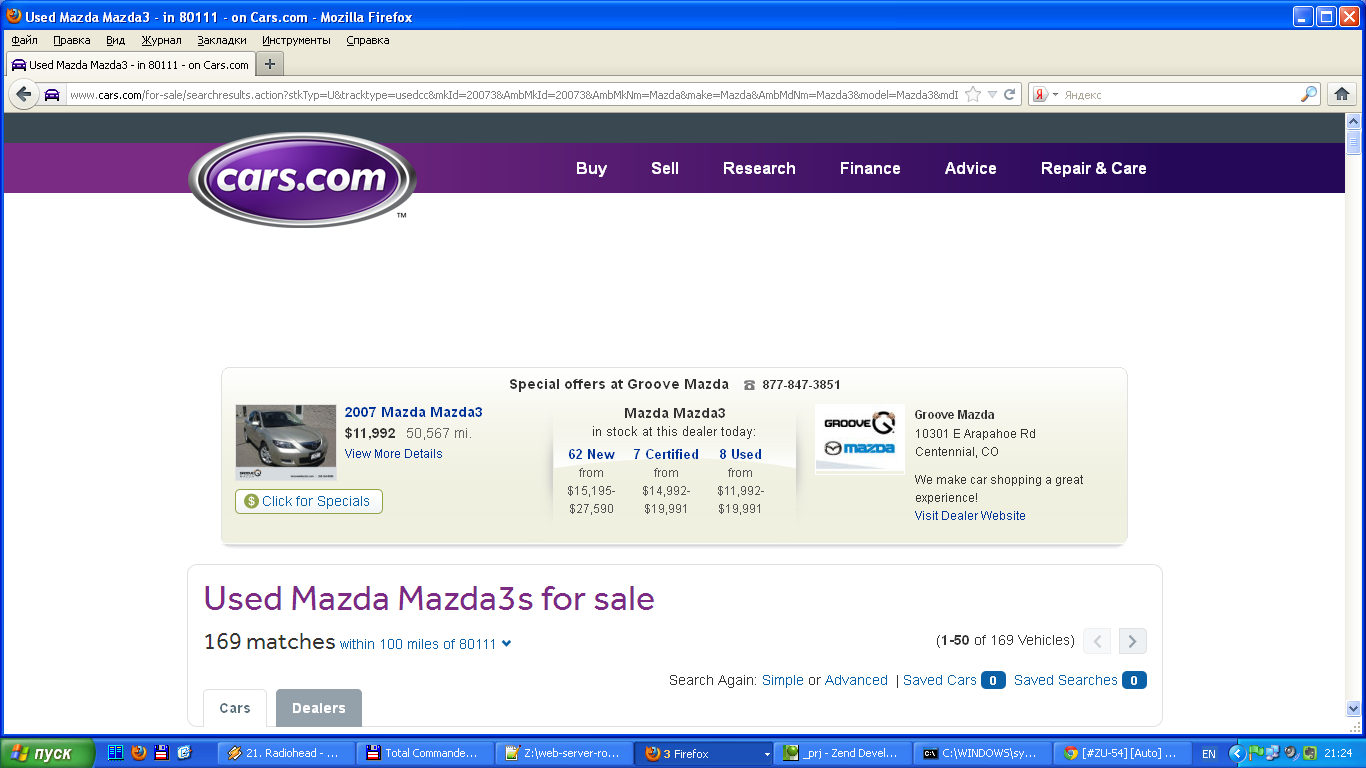 Used Mazda Mazda3 - in 80111 - on Cars.com - Mozilla Firefox
Файл Правка Вид Журнал Закладки Инструменты Справка
Used Mazda Mazda3 - in 80111 - on Cars.com
www.cars.com/for-sale/searchresults.action?stkTyp=U&tracktype=usedcc&mkId=20073&AmbMkId=20073&AmbMkNm=Mazda&make=Mazda&AmbMdNm=Mazda3&model=Mazda3&mdI
Яндекс
cars.com™
Buy Sell Research Finance Advice Repair & Care
Special offers at Groove Mazda 877-847-3851
2007 Mazda Mazda3
$11,992 50,567 mi.
View More Details
Click for Specials
Mazda Mazda3
in stock at this dealer today:
62 New 7 Certified 8 Used
from from from
$15,195- $14,992- $11,992-
$27,590 $19,991 $19,991
GROOVE
mazda
Groove Mazda
10301 E Arapahoe Rd
Centennial, CO
We make car shopping a great
experience!
Visit Dealer Website
Used Mazda Mazda3s for sale
169 matches within 100 miles of 80111
(1-50 of 169 Vehicles)
Search Again: Simple or Advanced | Saved Cars 0 Saved Searches 0
Cars Dealers
пуск
21. Radiohead - ...
Total Commande...
Z:\web-server-ro...
3 Firefox
_prj - Zend Devel...
C:\WINDOWS\sy...
[#ZU-54] [Auto] ...
EN
21:24